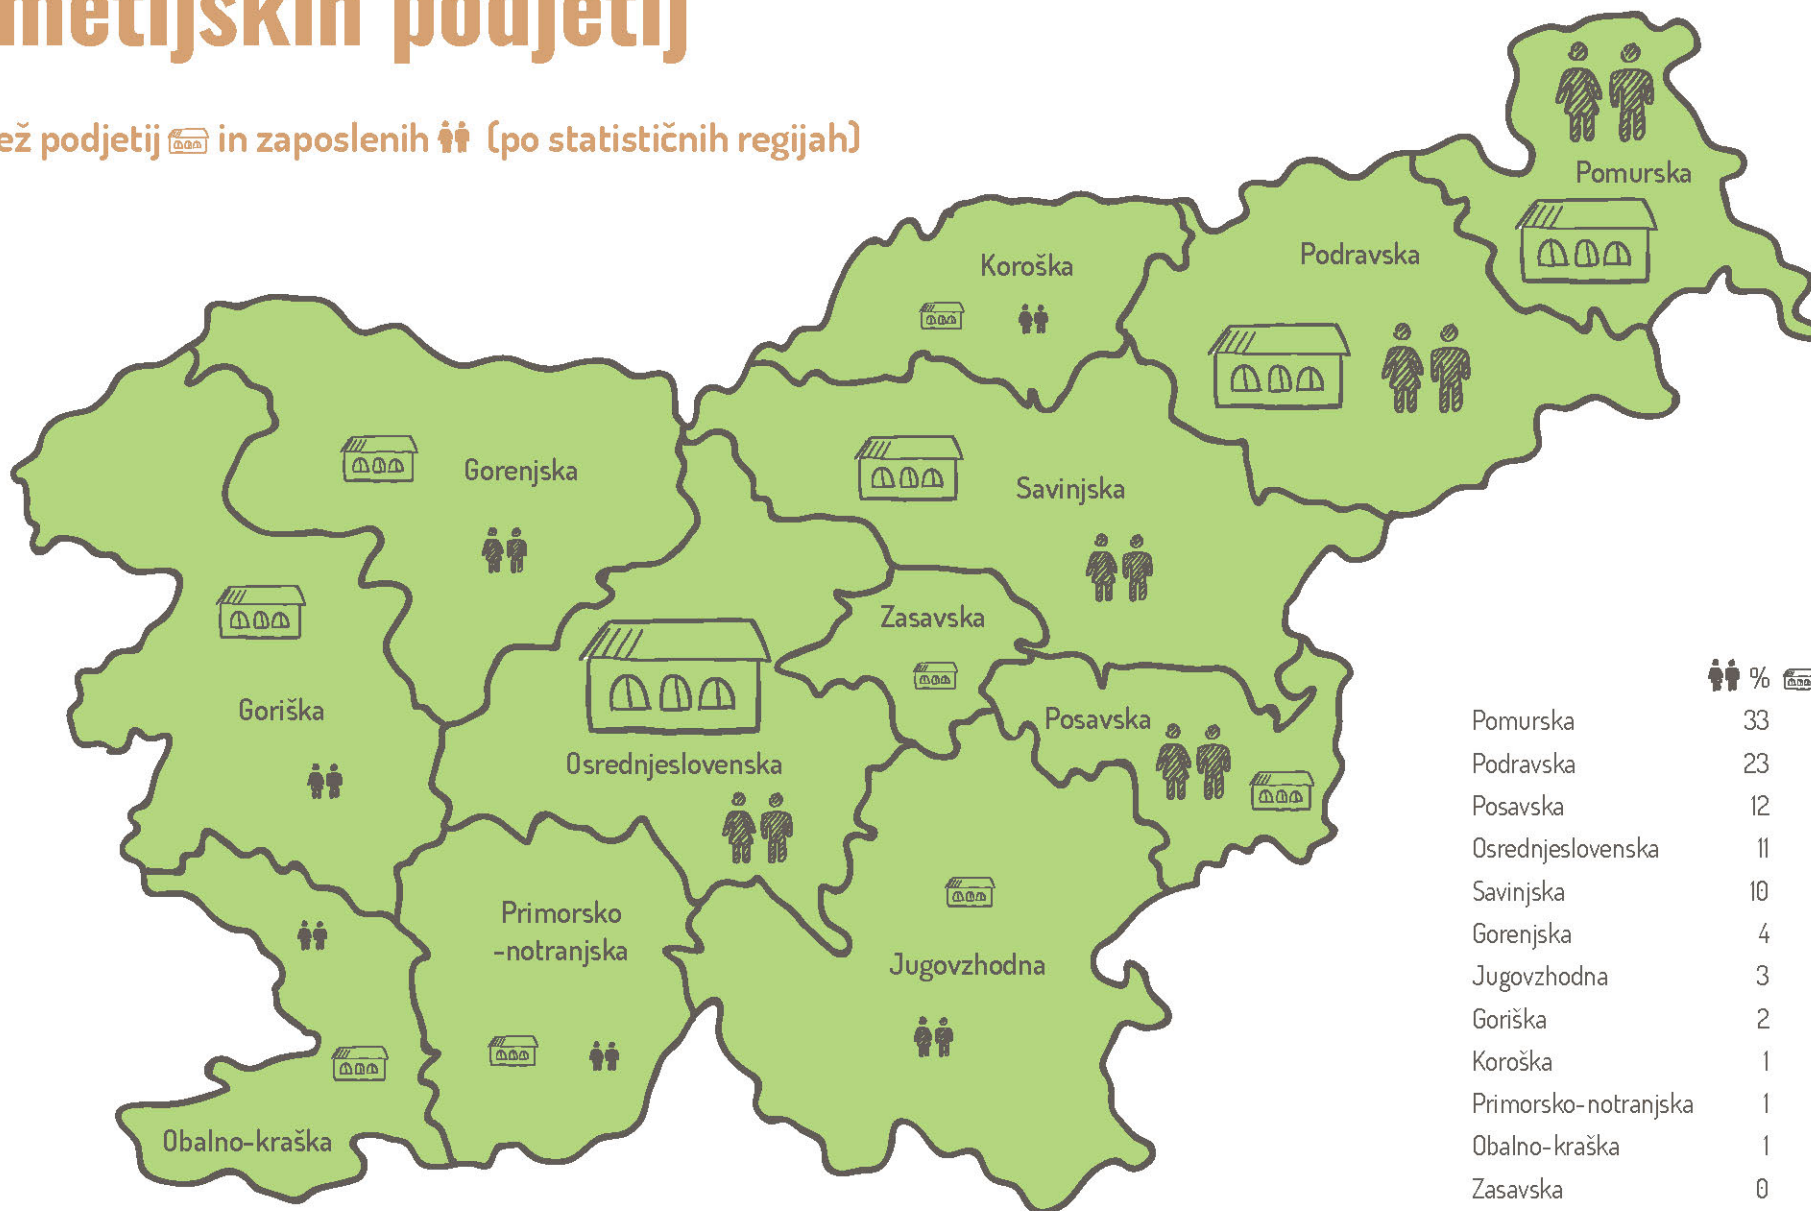 metijskih podjetij
ež podjetij in zaposlenih (po statističnih regijah)
Pomurska
Podravska
Koroška
Gorenjska
Savinjska
Zasavska
Goriška
Posavska
Osrednjeslovenska
Primorsko
-notranjska
Jugovzhodna
Obalno-kraška
%
Pomurska 33
Podravska 23
Posavska 12
Osrednjeslovenska 11
Savinjska 10
Gorenjska 4
Jugovzhodna 3
Goriška 2
Koroška 1
Primorsko-notranjska 1
Obalno-kraška 1
Zasavska 0